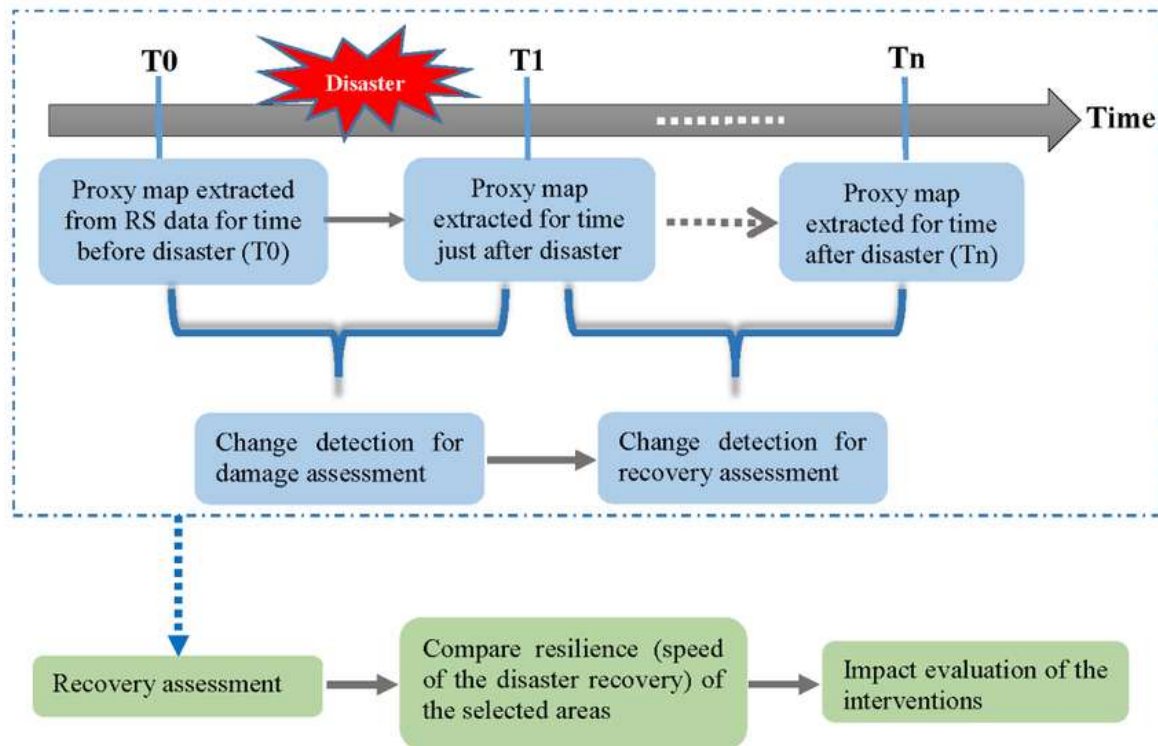 T0
Disaster
T1
Tn
Time
Proxy map extracted
from RS data for time
before disaster (T0)
Proxy map
extracted for time
just after disaster
Proxy map
extracted for time
after disaster (Tn)
Change detection for
damage assessment
Change detection for
recovery assessment
Recovery assessment
Compare resilience (speed
of the disaster recovery) of
the selected areas
Impact evaluation of the
interventions